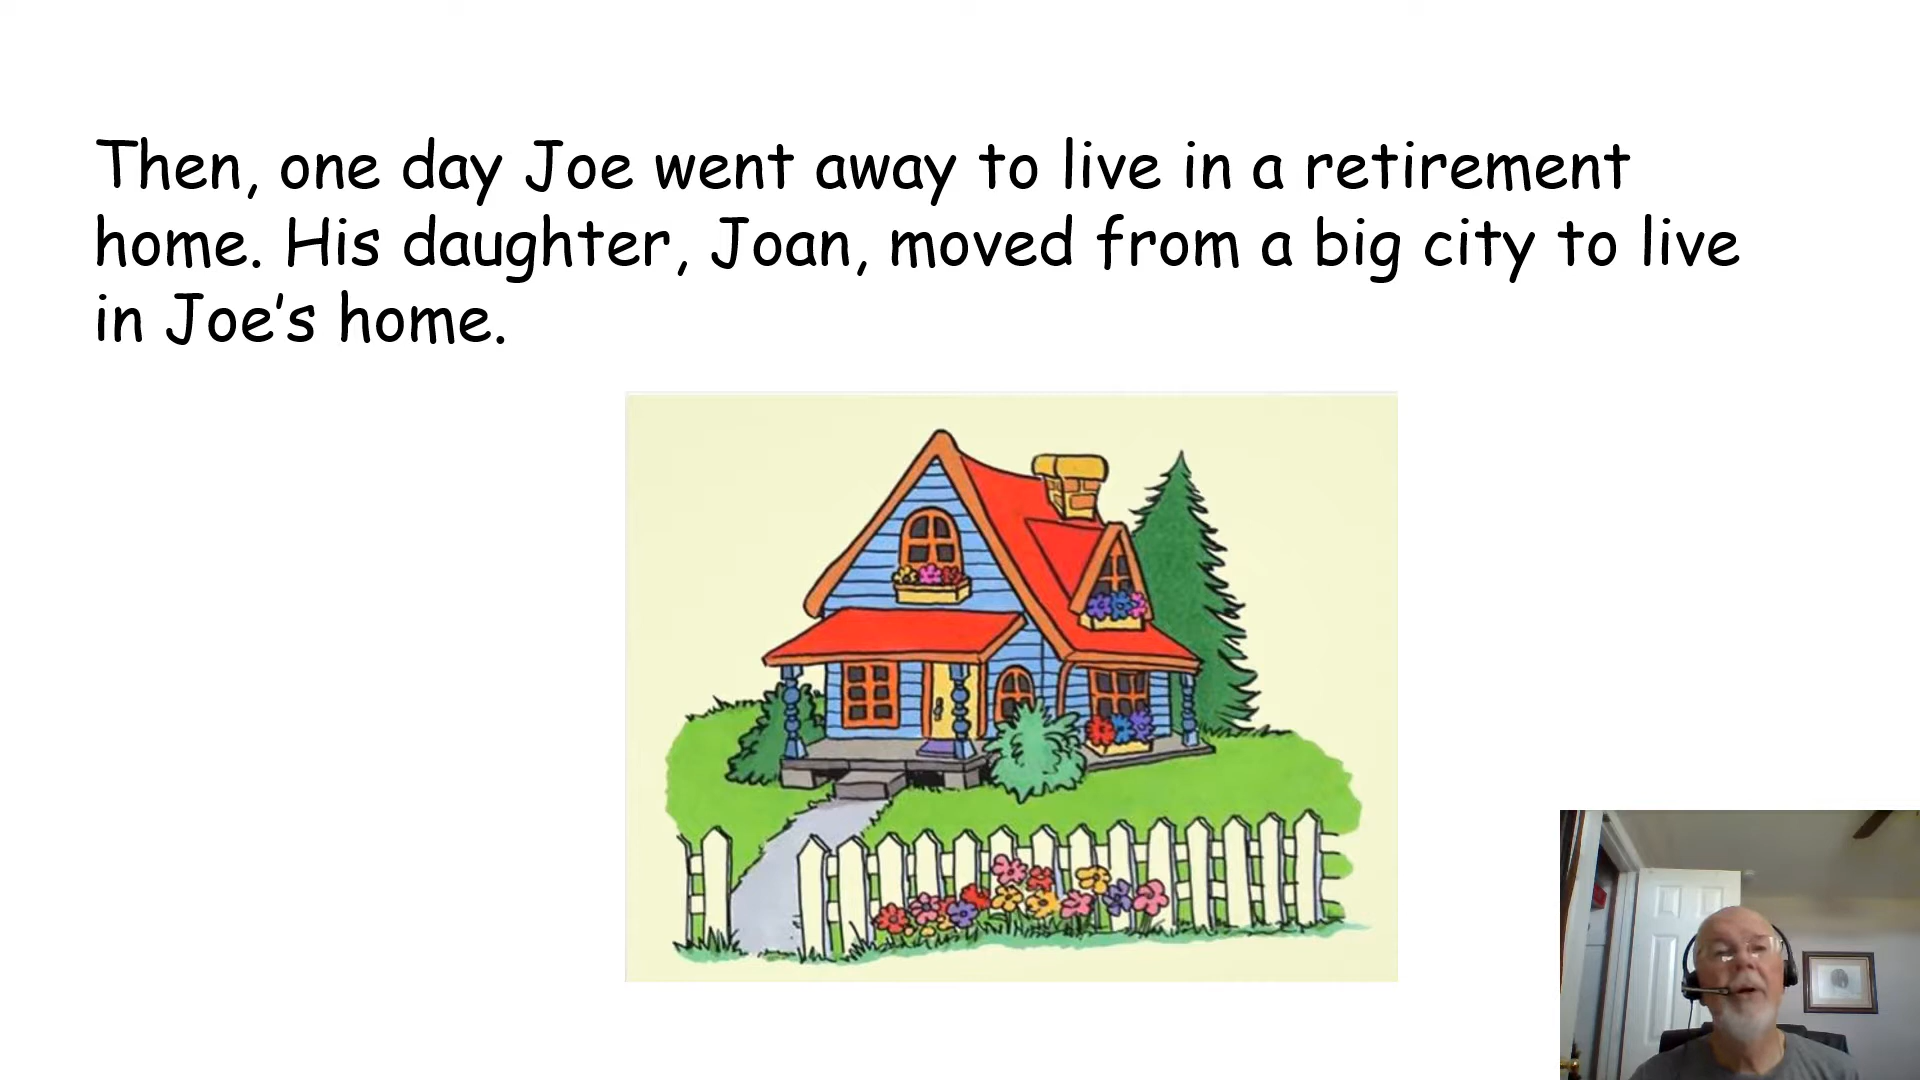 Then, one day Joe went away to live in a retirement
home. His daughter, Joan, moved from a big city to live
in Joe’s home.